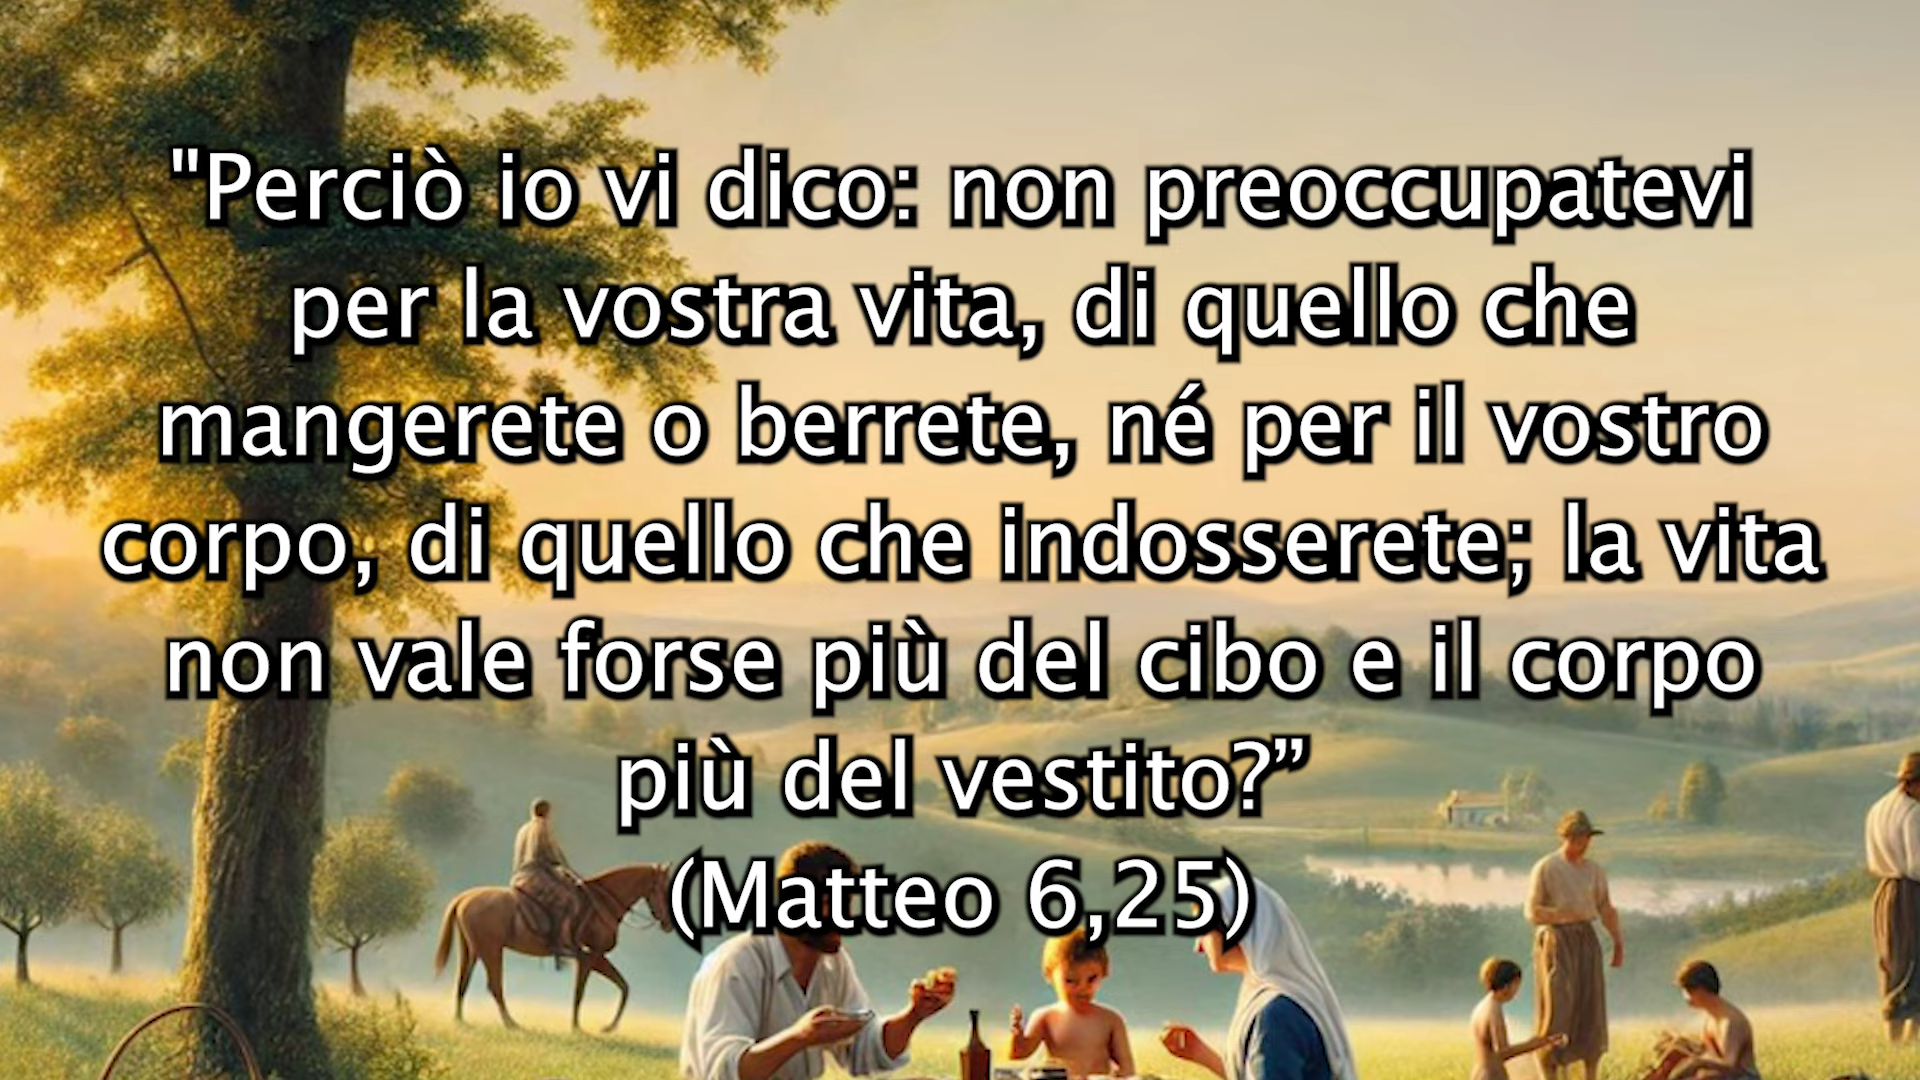 "Perciò io vi dico: non preoccupatevi
per la vostra vita, di quello che
mangerete o berrete, né per il vostro
corpo, di quello che indosserete; la vita
non vale forse più del cibo e il corpo
più del vestito?”
(Matteo 6,25)